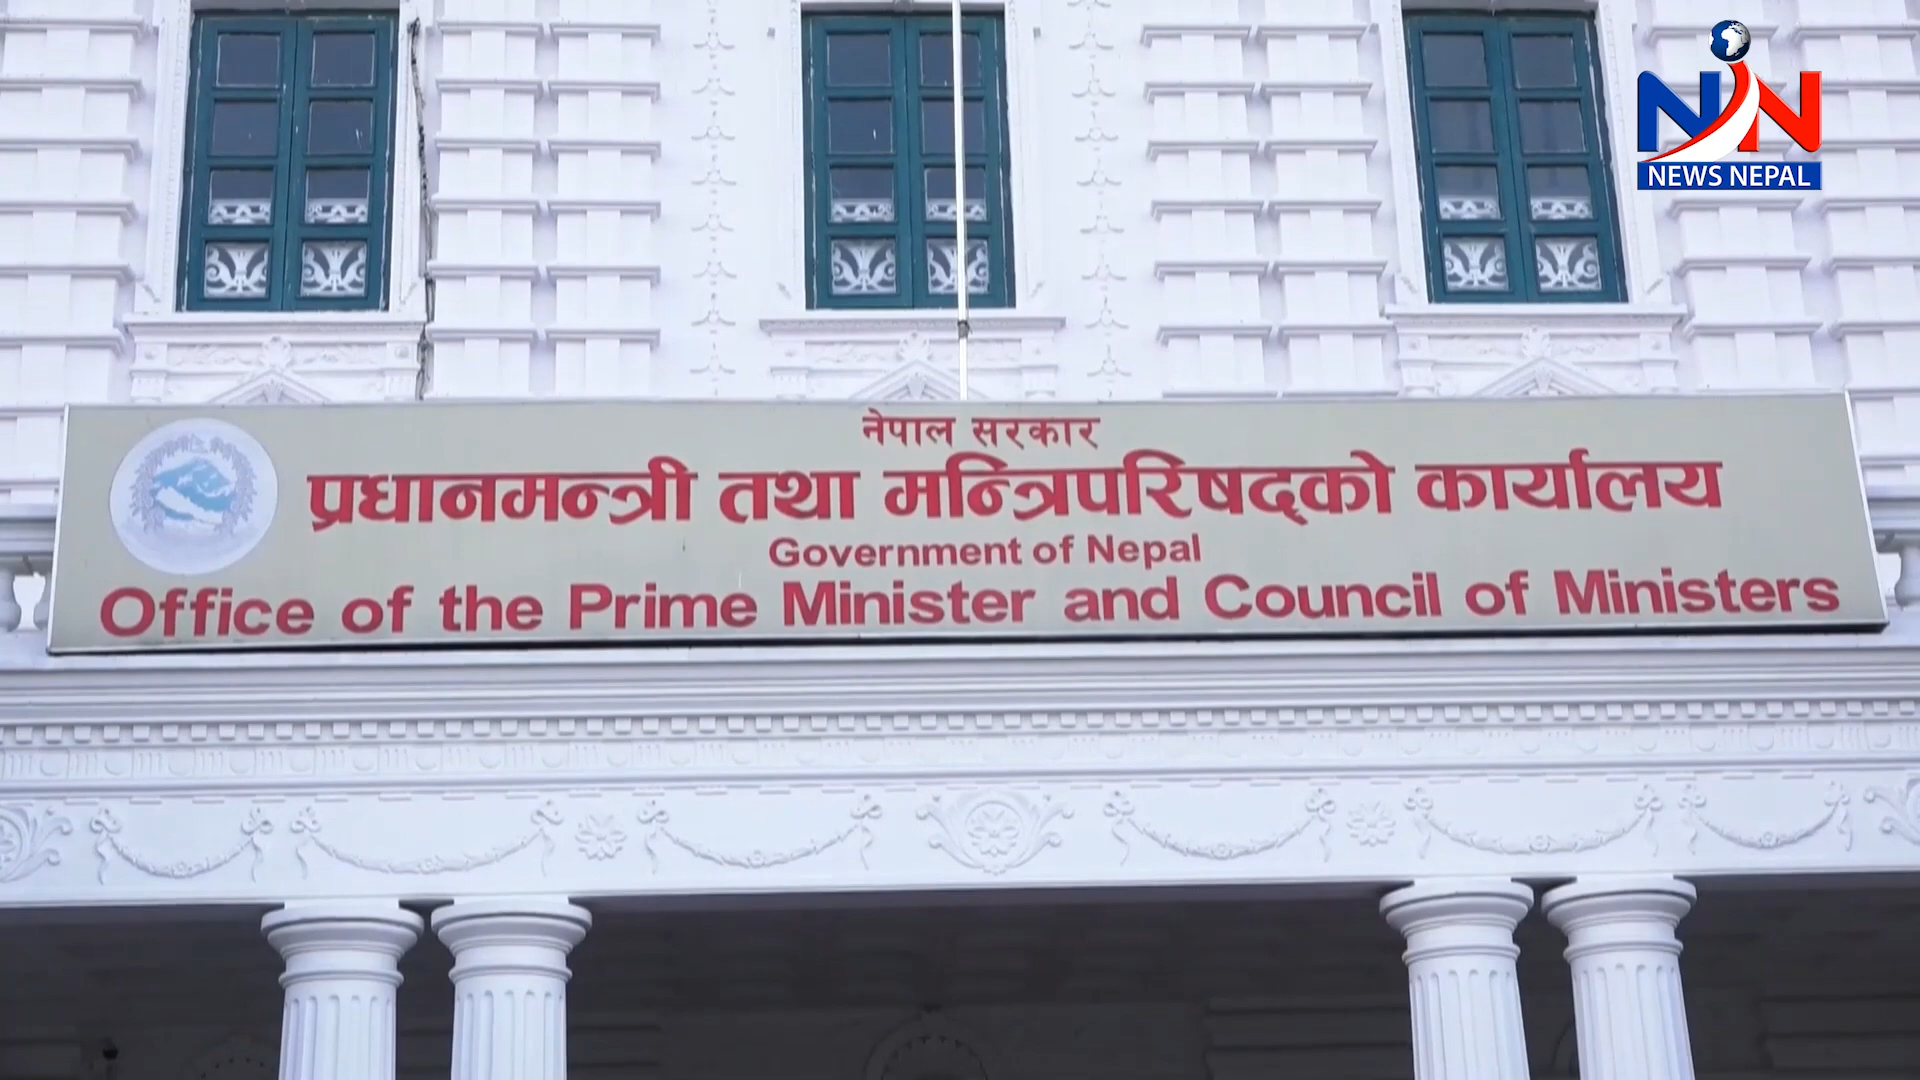 NN
NEWS NEPAL
नेपाल सरकार
प्रधानमन्त्री तथा मन्त्रिपरिषद्को कार्यालय
Government of Nepal
Office of the Prime Minister and Council of Ministers